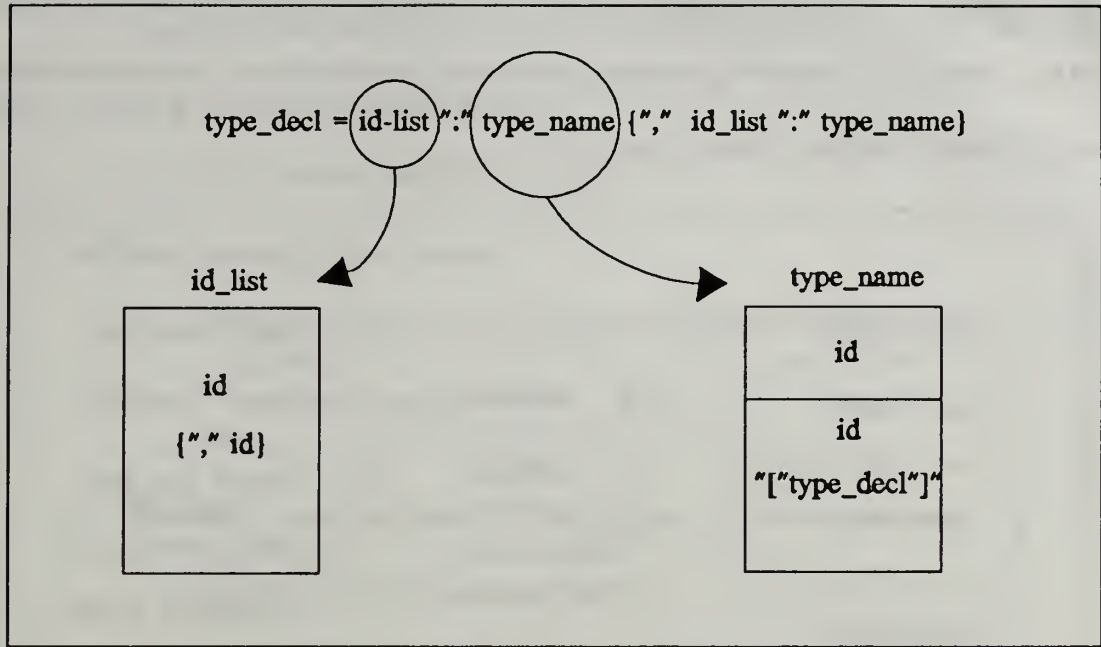 type_decl = id-list ":" type_name {"," id_list ":" type_name}
id_list
type_name
id
{"," id}
id
id
"["type_decl"]"